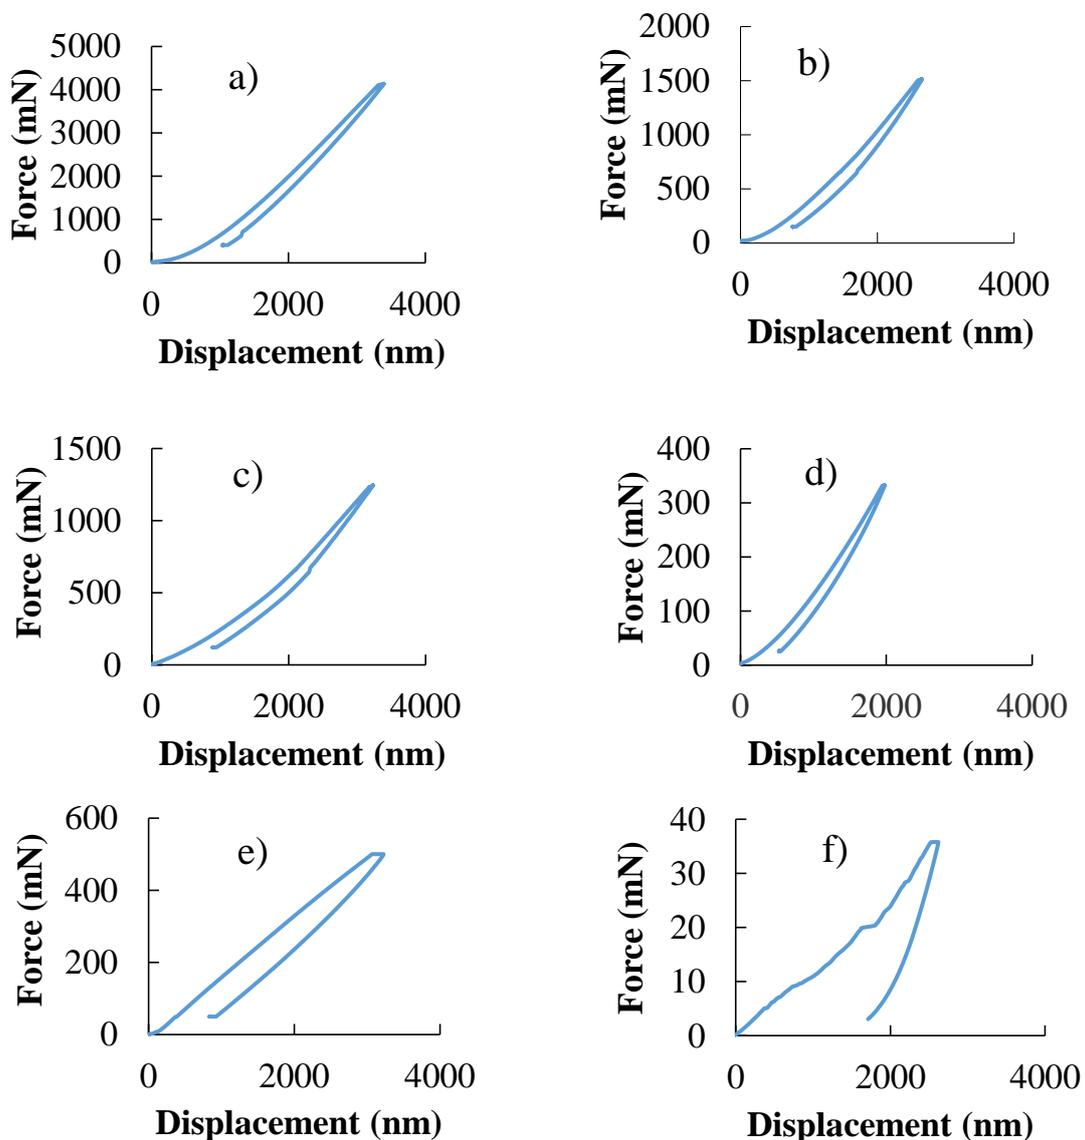 a)
Force (mN)
5000
4000
3000
2000
1000
0
0 2000 4000
Displacement (nm)
b)
Force (mN)
2000
1500
1000
500
0
0 2000 4000
Displacement (nm)
c)
Force (mN)
1500
1000
500
0
0 2000 4000
Displacement (nm)
d)
Force (mN)
400
300
200
100
0
0 2000 4000
Displacement (nm)
e)
Force (mN)
600
400
200
0
0 2000 4000
Displacement (nm)
f)
Force (mN)
40
30
20
10
0
0 2000 4000
Displacement (nm)